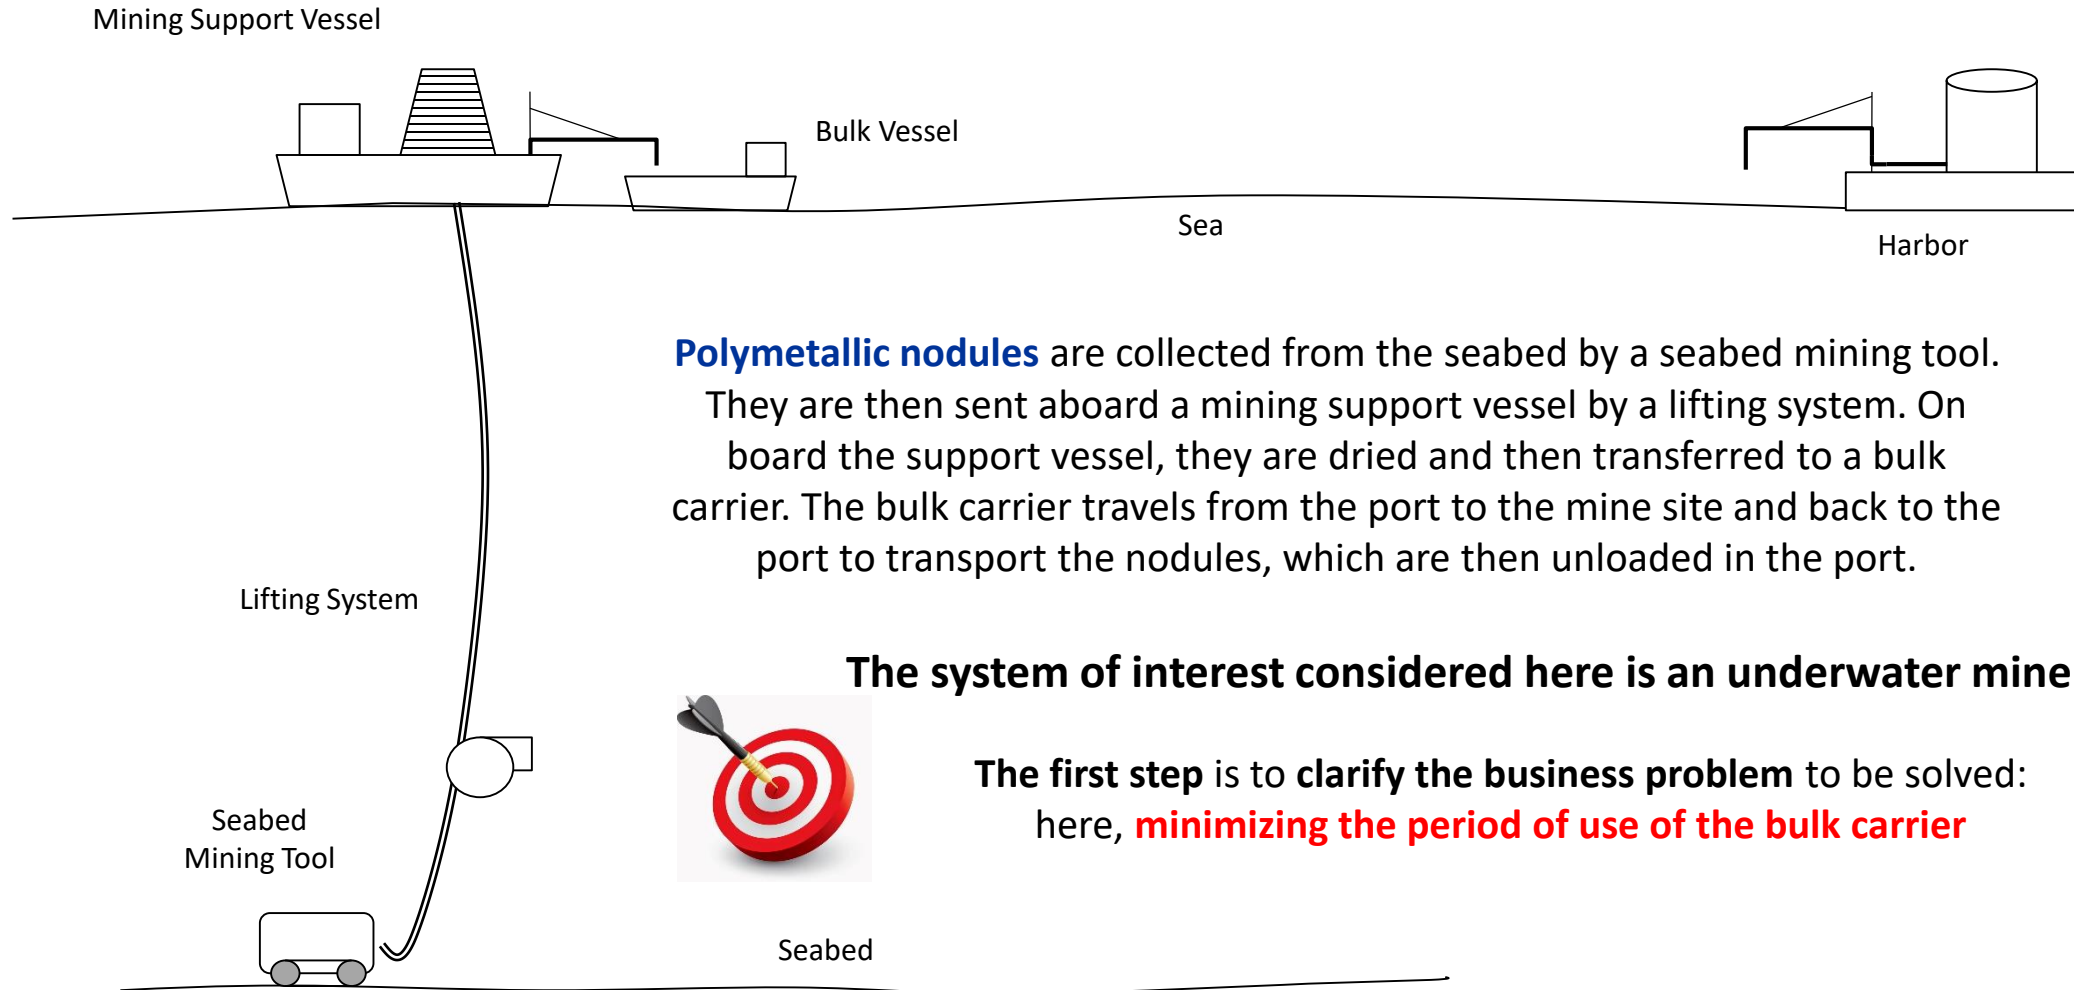 Mining Support Vessel
Bulk Vessel
Sea
Harbor
Polymetallic nodules are collected from the seabed by a seabed mining tool.
They are then sent aboard a mining support vessel by a lifting system. On
board the support vessel, they are dried and then transferred to a bulk
carrier. The bulk carrier travels from the port to the mine site and back to the
port to transport the nodules, which are then unloaded in the port.
Lifting System
The system of interest considered here is an underwater mine
The first step is to clarify the business problem to be solved:
here, minimizing the period of use of the bulk carrier
Seabed
Mining Tool
Seabed